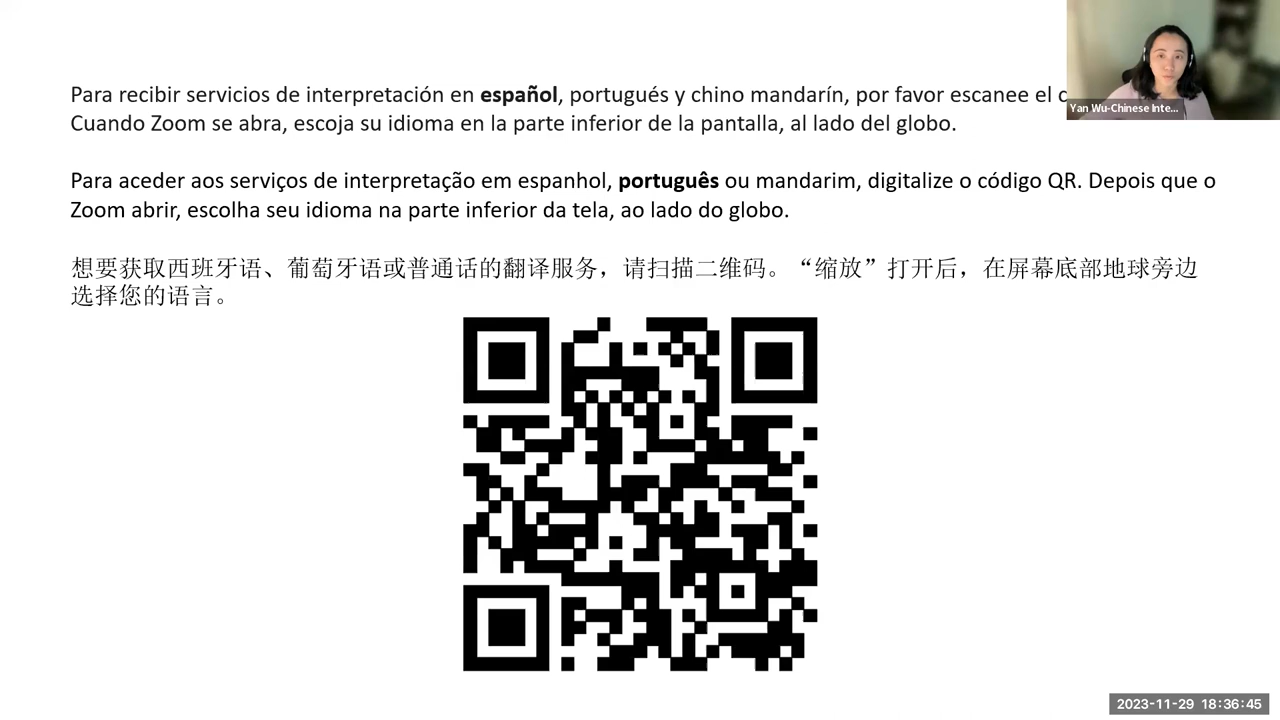 Para recibir servicios de interpretación en español, portugués y chino mandarín, por favor escanee el
Cuando Zoom se abra, escoja su idioma en la parte inferior de la pantalla, al lado del globo.
Para aceder aos serviços de interpretação em espanhol, português ou mandarim, digitalize o código QR. Depois que o
Zoom abrir, escolha seu idioma na parte inferior da tela, ao lado do globo.
想要获取西班牙语、葡萄牙语或普通话的翻译服务，请扫描二维码。“缩放”打开后，在屏幕底部地球旁边
选择您的语言。
Yan Wu-Chinese Inte...
2023-11-29 18:36:45